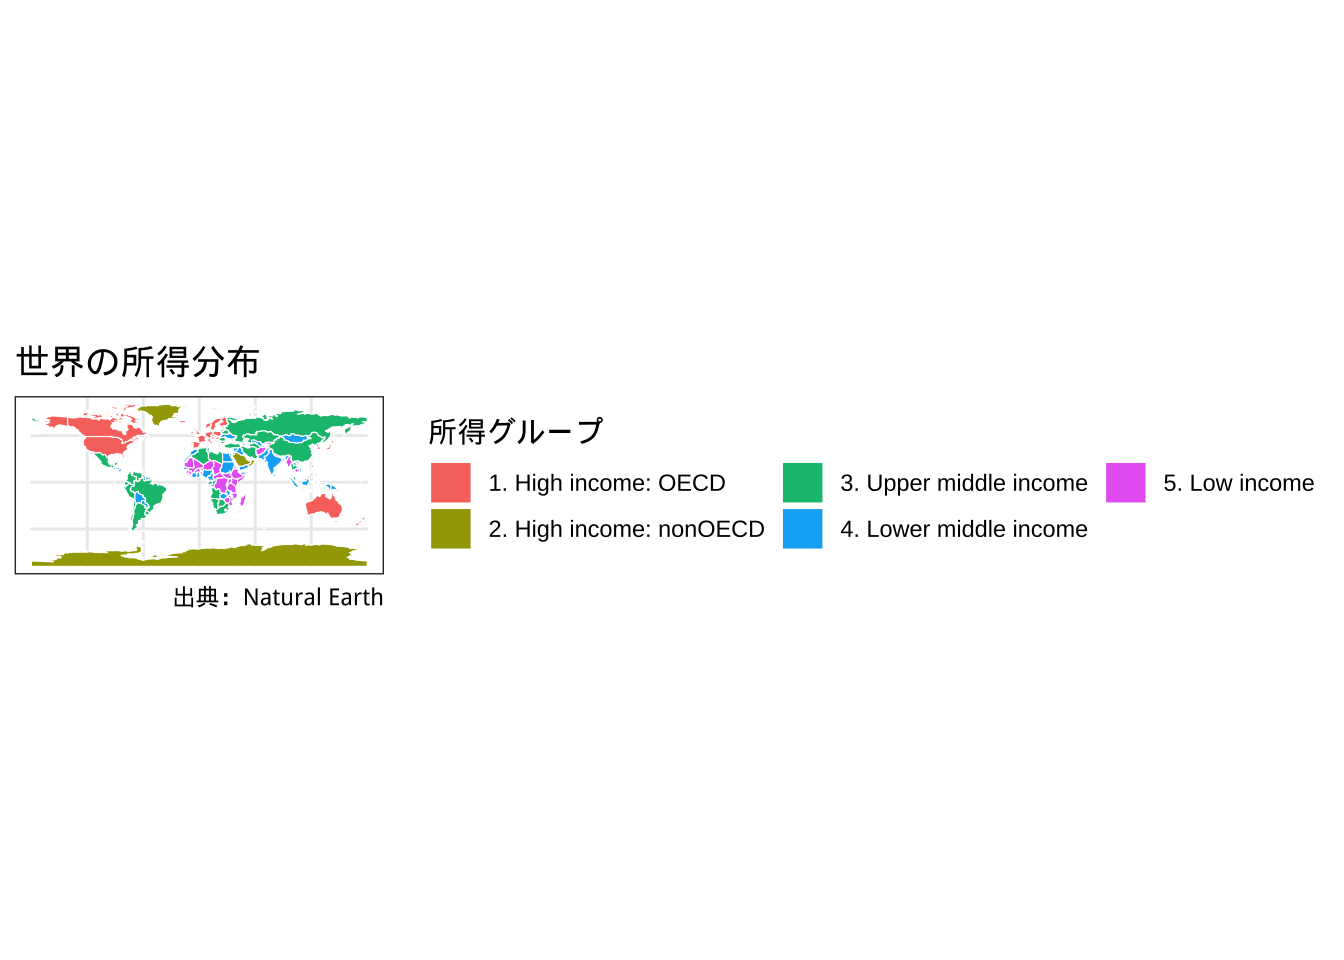 世界の所得分布
出典：Natural Earth
所得グループ
1. High income: OECD
2. High income: nonOECD
3. Upper middle income
4. Lower middle income
5. Low income